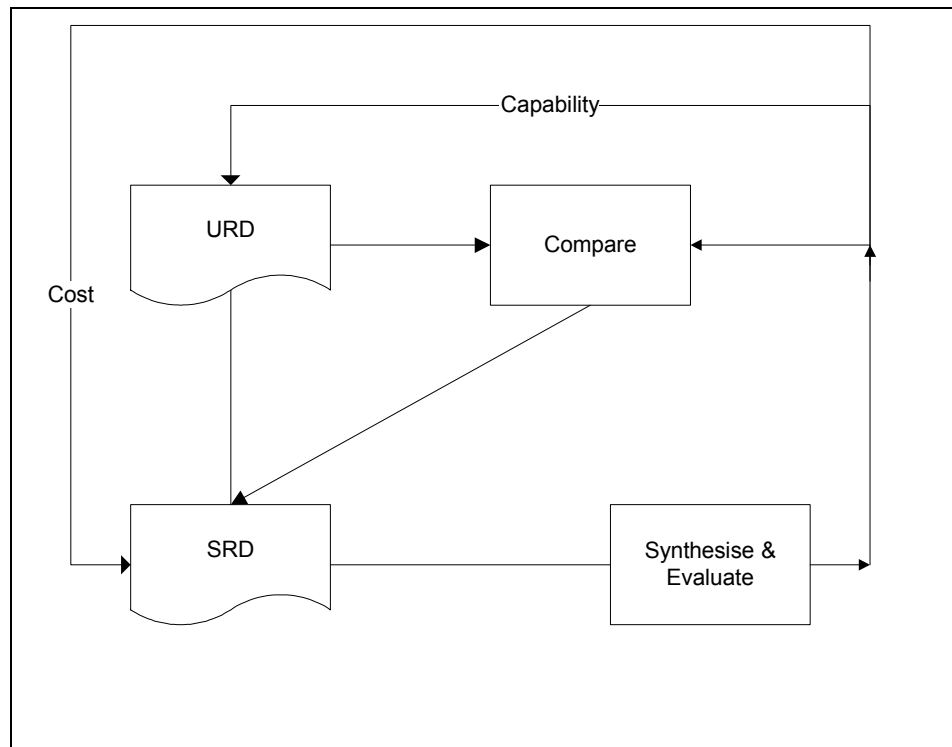 Capability
URD
Compare
Cost
SRD
Synthesise &
Evaluate